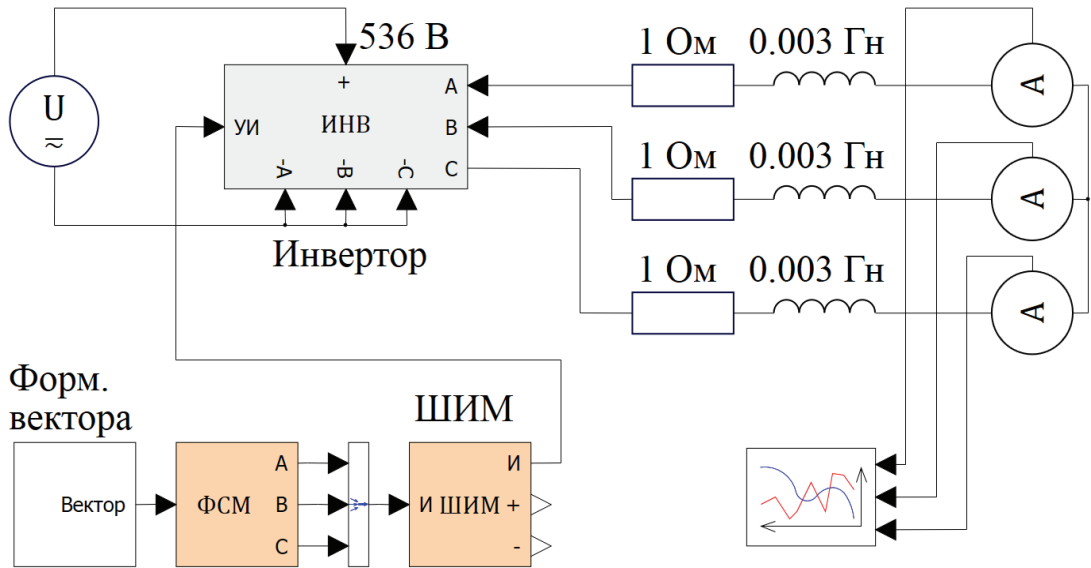 536 В
1 Ом 0.003 Гн
U
≂
+
A
УИ
ИНВ
B
-A
-B
-C
C
A
1 Ом 0.003 Гн
A
Инвертор
1 Ом 0.003 Гн
A
Форм.
вектора
ШИМ
Вектор
ФСМ
A
B
C
И
И ШИМ +
-